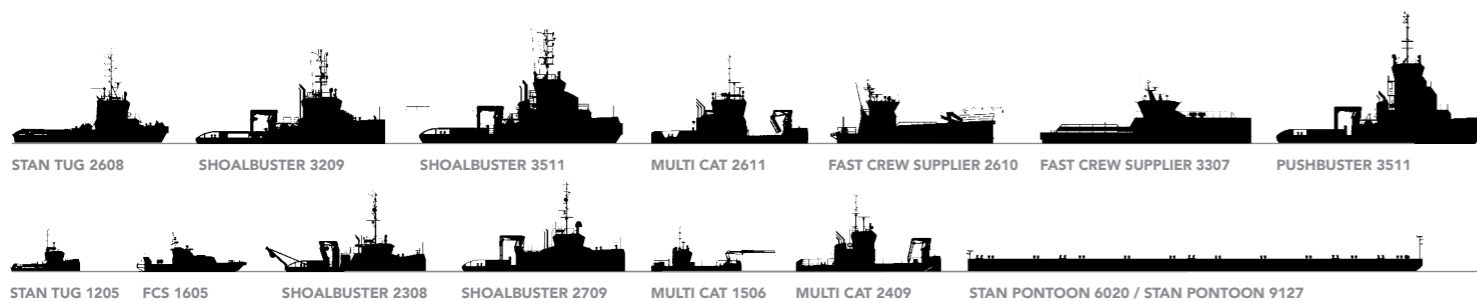 STAN TUG 2608 SHOALBUSTER 3209 SHOALBUSTER 3511 MULTI CAT 2611 FAST CREW SUPPLIER 2610 FAST CREW SUPPLIER 3307 PUSHBUSTER 3511
STAN TUG 1205 FCS 1605 SHOALBUSTER 2308 SHOALBUSTER 2709 MULTI CAT 1506 MULTI CAT 2409 STAN PONTOON 6020 / STAN PONTOON 9127